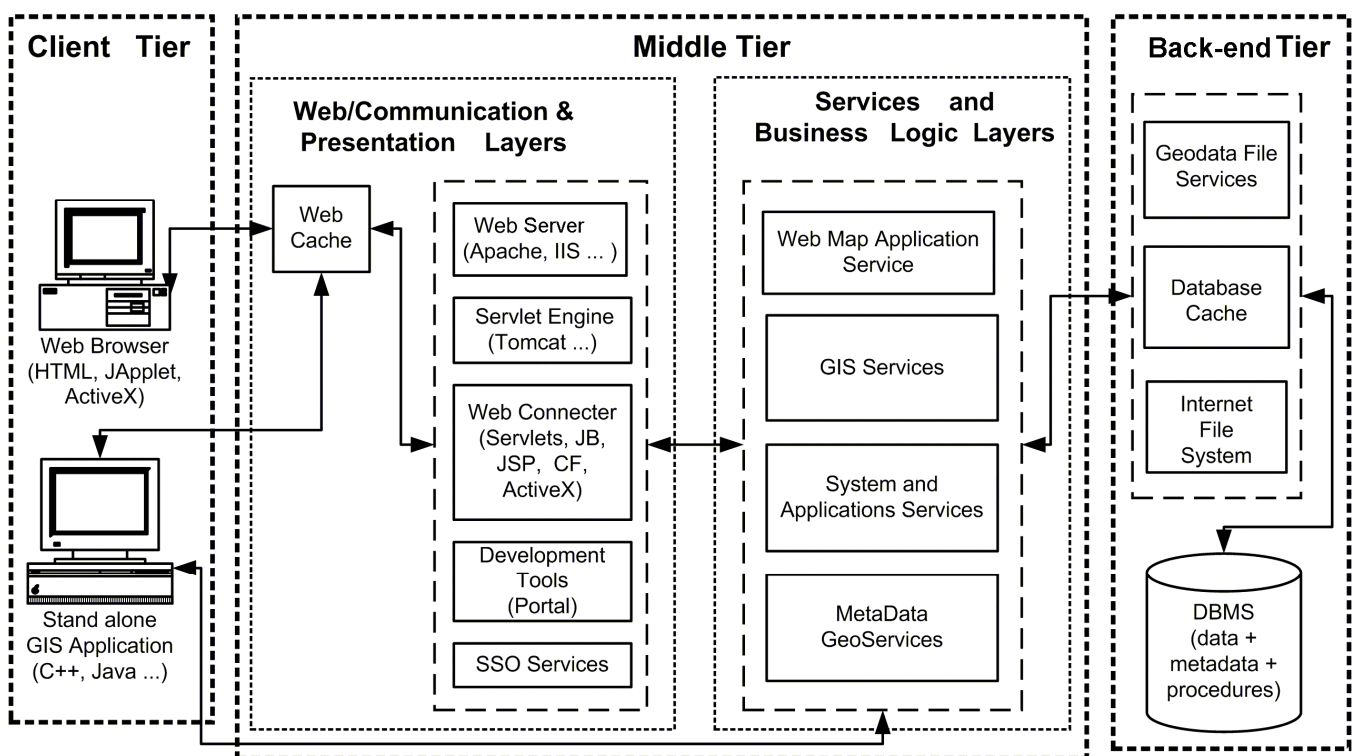 Client Tier
Web Browser
(HTML, JApplet,
ActiveX)
Stand alone
GIS Application
(C++, Java ...)
Middle Tier
Web/Communication &
Presentation Layers
Web
Cache
Web Server
(Apache, IIS ... )
Servlet Engine
(Tomcat ...)
Web Connecter
(Servlets, JB,
JSP, CF,
ActiveX)
Development
Tools
(Portal)
SSO Services
Services and
Business Logic Layers
Web Map Application
Service
GIS Services
System and
Applications Services
MetaData
GeoServices
Back-end Tier
Geodata File
Services
Database
Cache
Internet
File
System
DBMS
(data +
metadata +
procedures)